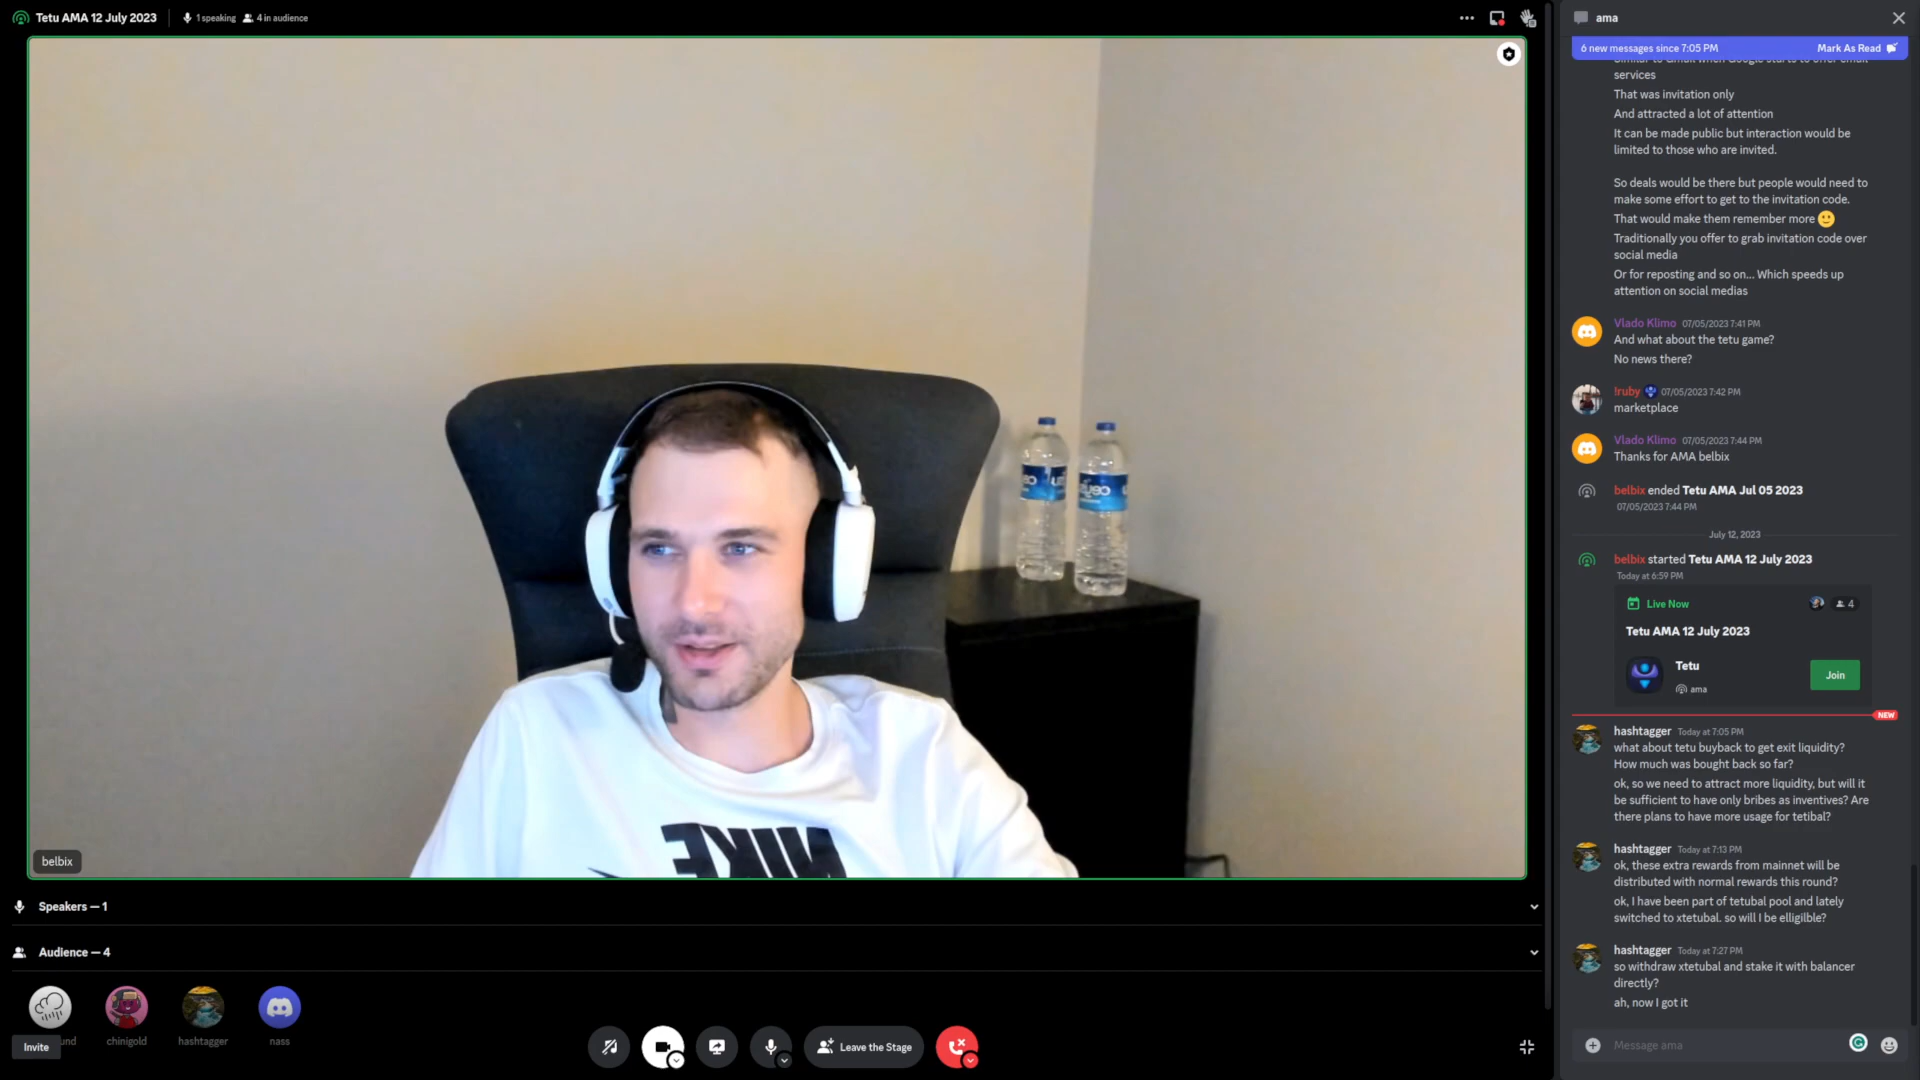 Tetu AMA 12 July 2023
1 speaking
4 in audience
NIKE
belbix
Speakers — 1
Audience — 4
Invite
chinigold
hashtagger
nass
Leave the Stage
ama
6 new messages since 7:05 PM
Mark As Read
Similar to Gmail when Google starts to offer email
services
That was invitation only
And attracted a lot of attention
It can be made public but interaction would be
limited to those who are invited.
So deals would be there but people would need to
make some effort to get to the invitation code.
That would make them remember more 🙂
Traditionally you offer to grab invitation code over
social media
Or for reposting and so on... Which speeds up
attention on social medias
Vlado Klimo 07/05/2023 7:41 PM
And what about the tetu game?
No news there?
!ruby 07/05/2023 7:42 PM
marketplace
Vlado Klimo 07/05/2023 7:44 PM
Thanks for AMA belbix
belbix ended Tetu AMA Jul 05 2023
07/05/2023 7:44 PM
July 12, 2023
belbix started Tetu AMA 12 July 2023
Today at 6:59 PM
Live Now
4
Tetu AMA 12 July 2023
Tetu
ama
Join
NEW
hashtagger Today at 7:05 PM
what about tetu buyback to get exit liquidity?
How much was bought back so far?
ok, so we need to attract more liquidity, but will it
be sufficient to have only bribes as inventives? Are
there plans to have more usage for tetibal?
hashtagger Today at 7:13 PM
ok, these extra rewards from mainnet will be
distributed with normal rewards this round?
ok, I have been part of tetubal pool and lately
switched to xtetubal. so will I be elligilble?
hashtagger Today at 7:27 PM
so withdraw xtetubal and stake it with balancer
directly?
ah, now I got it
Message ama